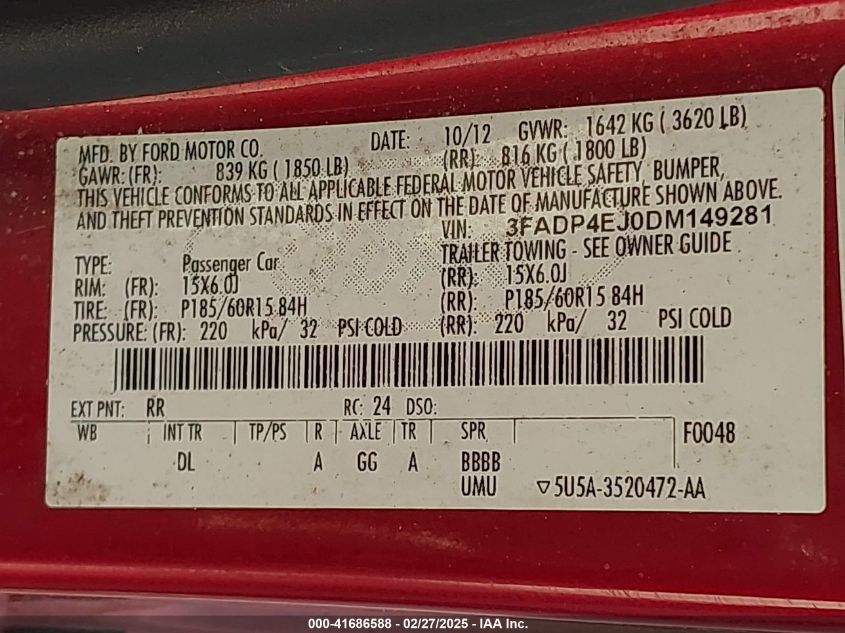 MFD. BY FORD MOTOR CO. DATE: 10/12 GVWR: 1642 KG ( 3620 LB)
GAWR: (FR): 839 KG ( 1850 LB) (RR): 816 KG ( 1800 LB)
THIS VEHICLE CONFORMS TO ALL APPLICABLE FEDERAL MOTOR VEHICLE SAFETY, BUMPER,
AND THEFT PREVENTION STANDARDS IN EFFECT ON THE DATE OF MANUFACTURE SHOWN ABOVE.
VIN: 3FADP4EJ0DM149281
TYPE: Passenger Car TRAILER TOWING - SEE OWNER GUIDE
RIM: (FR): 15X6.0J (RR): 15X6.0J
TIRE: (FR): P185/60R15 84H (RR): P185/60R15 84H
PRESSURE: (FR): 220 kPa/ 32 PSI COLD (RR): 220 kPa/ 32 PSI COLD
EXT PNT: RR RC: 24 DSO:
WB INT TR TP/PS R AXLE TR SPR F0048
DL A GG A BBBB
UMU ▽5U5A-3520472-AA
000-41686588 - 02/27/2025 - IAA Inc.